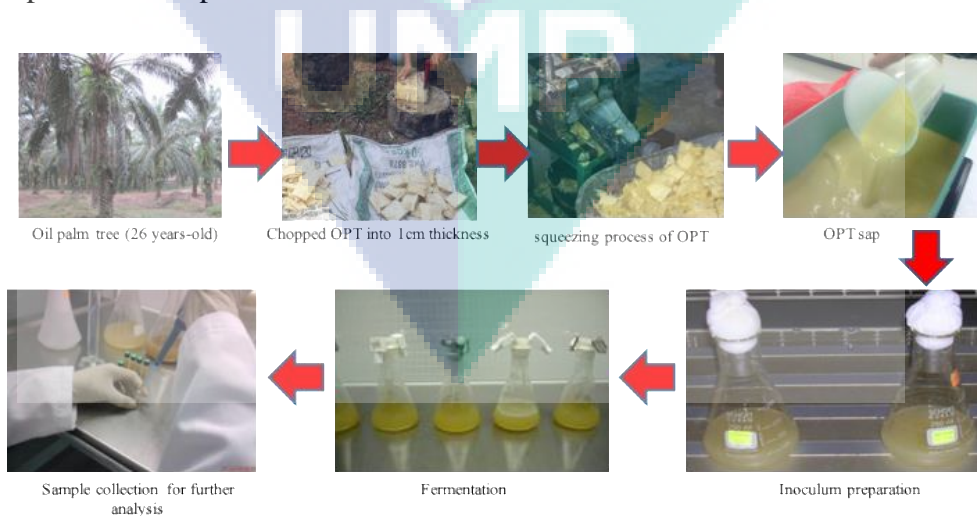 UMP
Oil palm tree (26 years-old)
Chopped OPT into 1cm thickness
squeezing process of OPT
OPT sap
Sample collection for further
analysis
Fermentation
Inoculum preparation